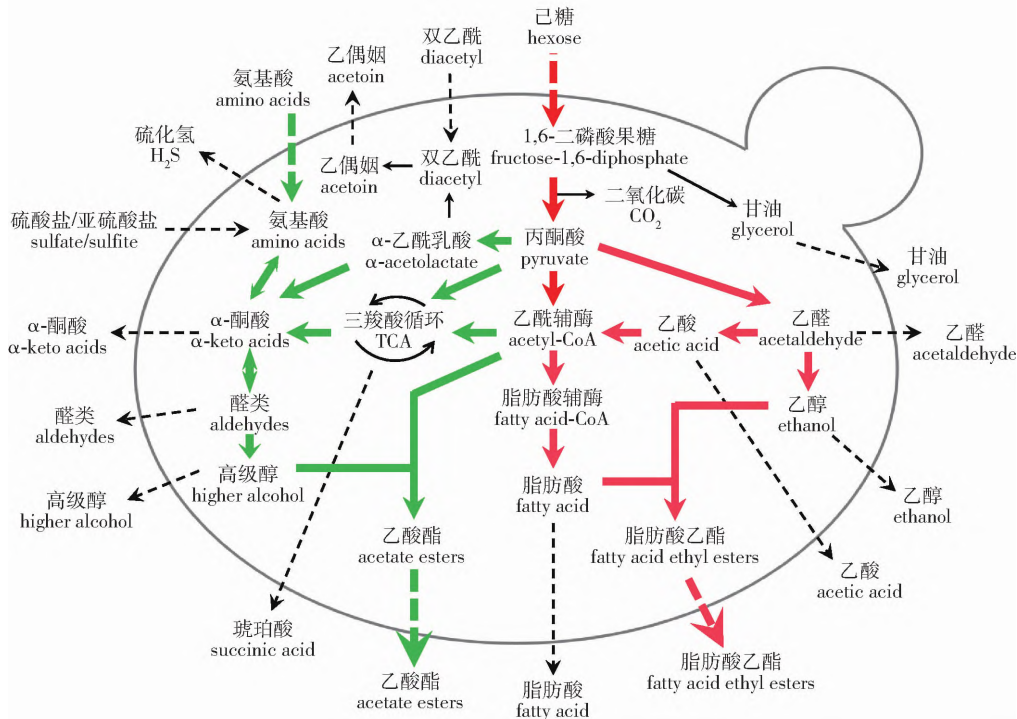 己糖
hexose
双乙酰
diacetyl
乙偶姻
acetoin
氨基酸
amino acids
硫化氢
H₂S
1,6-二磷酸果糖
fructose-1,6-diphosphate
乙偶姻
acetoin
双乙酰
diacetyl
二氧化碳
CO₂
甘油
glycerol
硫酸盐/亚硫酸盐
sulfate/sulfite
氨基酸
amino acids
α-乙酰乳酸
α-acetolactate
丙酮酸
pyruvate
甘油
glycerol
α-酮酸
α-keto acids
α-酮酸
α-keto acids
三羧酸循环
TCA
乙酰辅酶
acetyl-CoA
乙酸
acetic acid
乙醛
acetaldehyde
乙醛
acetaldehyde
醛类
aldehydes
醛类
aldehydes
脂肪酸辅酶
fatty acid-CoA
乙醇
ethanol
高级醇
higher alcohol
高级醇
higher alcohol
脂肪酸
fatty acid
乙醇
ethanol
乙酸酯
acetate esters
脂肪酸乙酯
fatty acid ethyl esters
乙酸
acetic acid
琥珀酸
succinic acid
乙酸酯
acetate esters
脂肪酸
fatty acid
脂肪酸乙酯
fatty acid ethyl esters